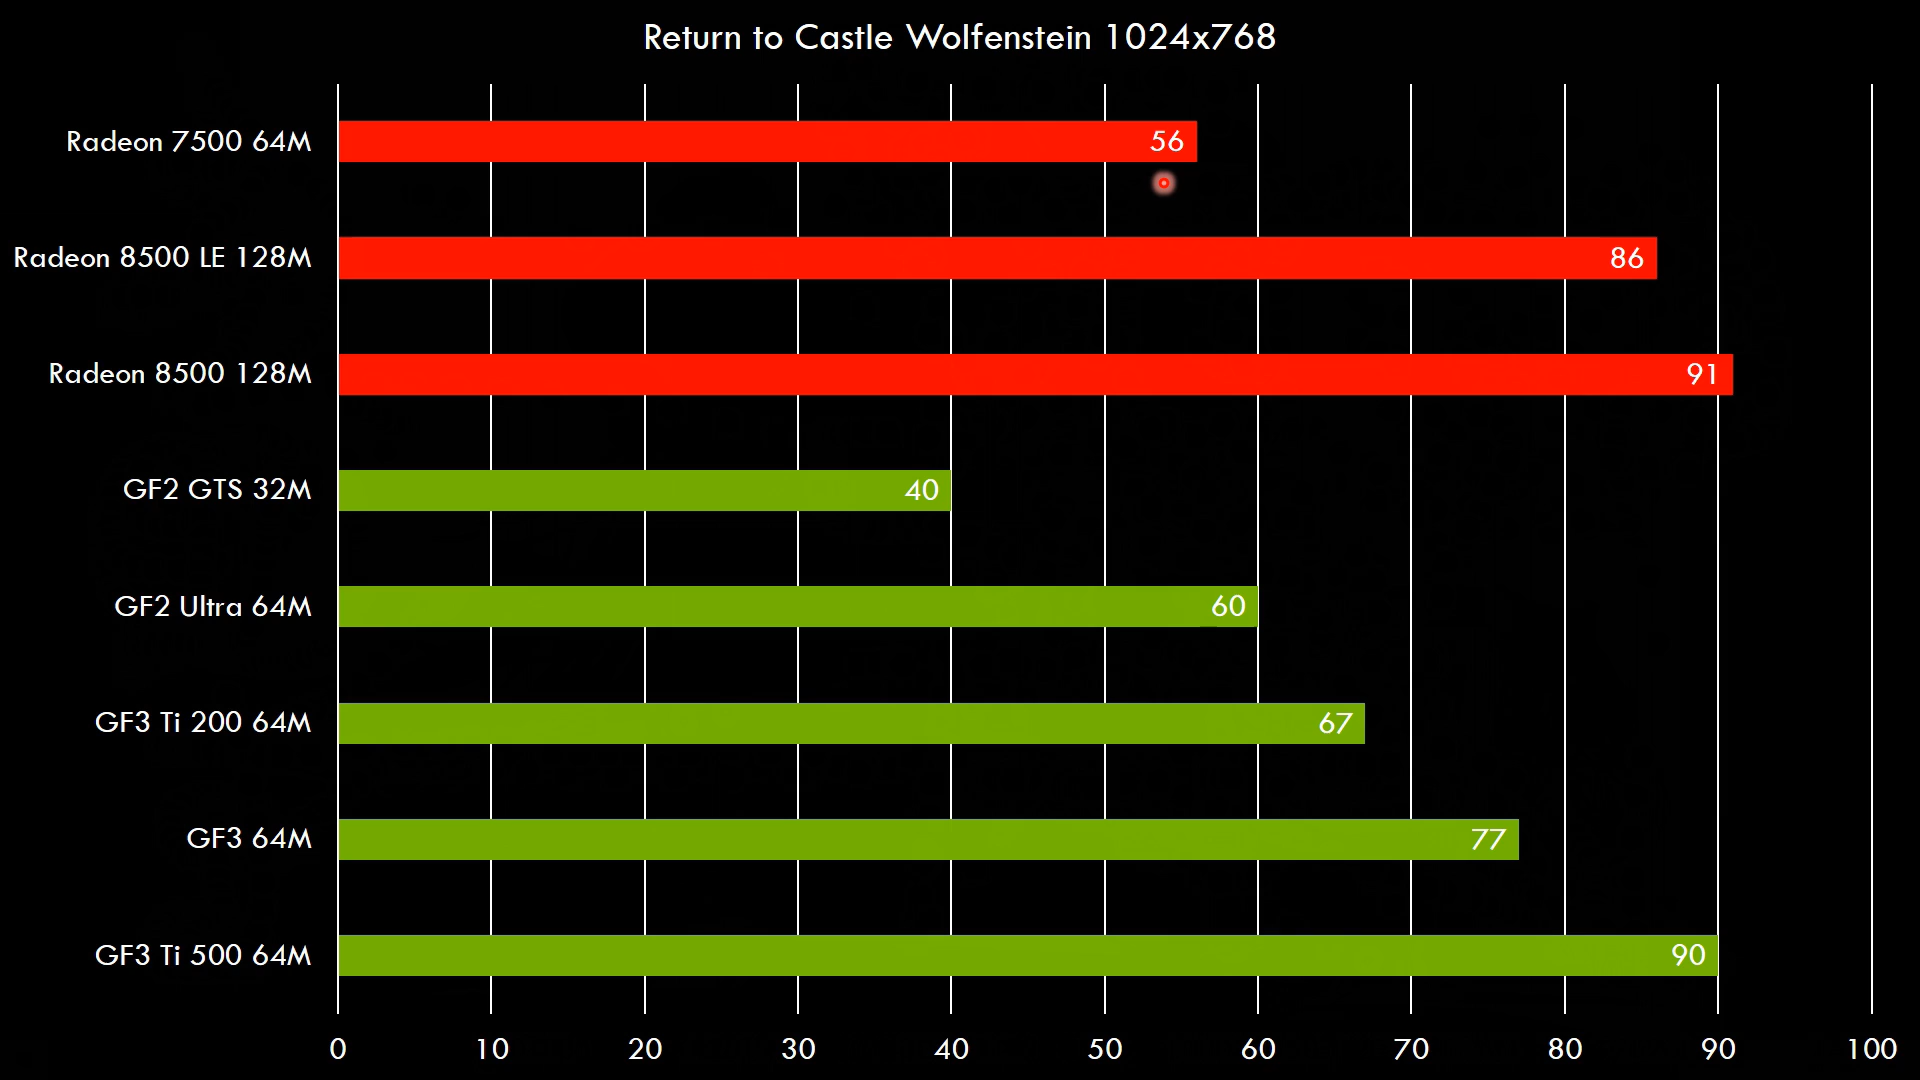 Return to Castle Wolfenstein 1024x768
Radeon 7500 64M 56
Radeon 8500 LE 128M 86
Radeon 8500 128M 91
GF2 GTS 32M 40
GF2 Ultra 64M 60
GF3 Ti 200 64M 67
GF3 64M 77
GF3 Ti 500 64M 90
0 10 20 30 40 50 60 70 80 90 100